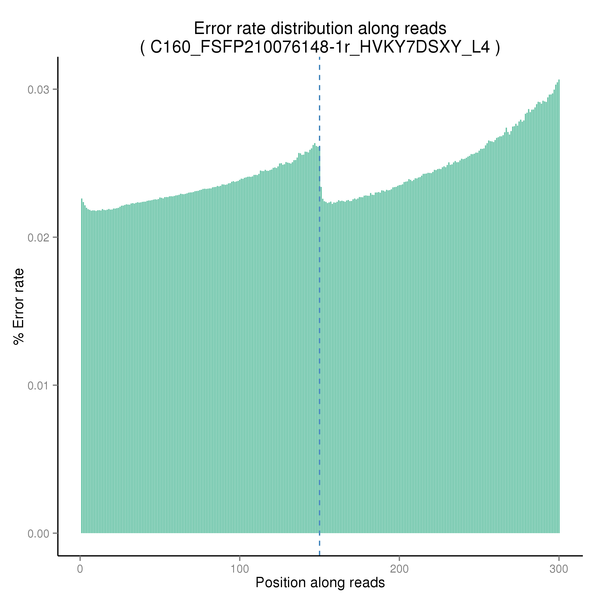 Error rate distribution along reads
( C160_FSFP210076148-1r_HVKY7DSXY_L4 )
% Error rate
0.03
0.02
0.01
0.00
0
100
200
300
Position along reads